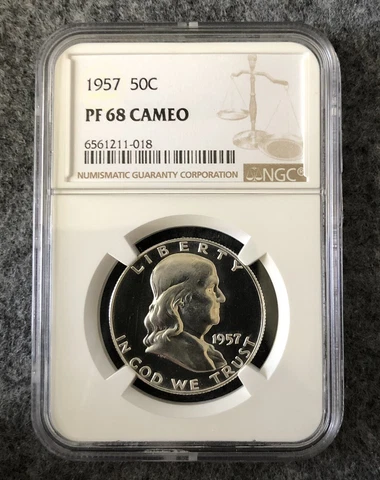 1957 50C
PF 68 CAMEO
6561211-018
NUMISMATIC GUARANTY CORPORATION NGC®
LIBERTY
1957
IN GOD WE TRUST